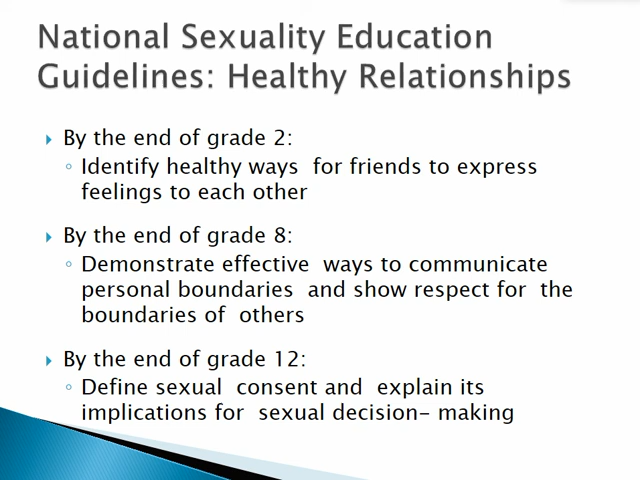 National Sexuality Education
Guidelines: Healthy Relationships
By the end of grade 2:
Identify healthy ways for friends to express
feelings to each other
By the end of grade 8:
Demonstrate effective ways to communicate
personal boundaries and show respect for the
boundaries of others
By the end of grade 12:
Define sexual consent and explain its
implications for sexual decision- making